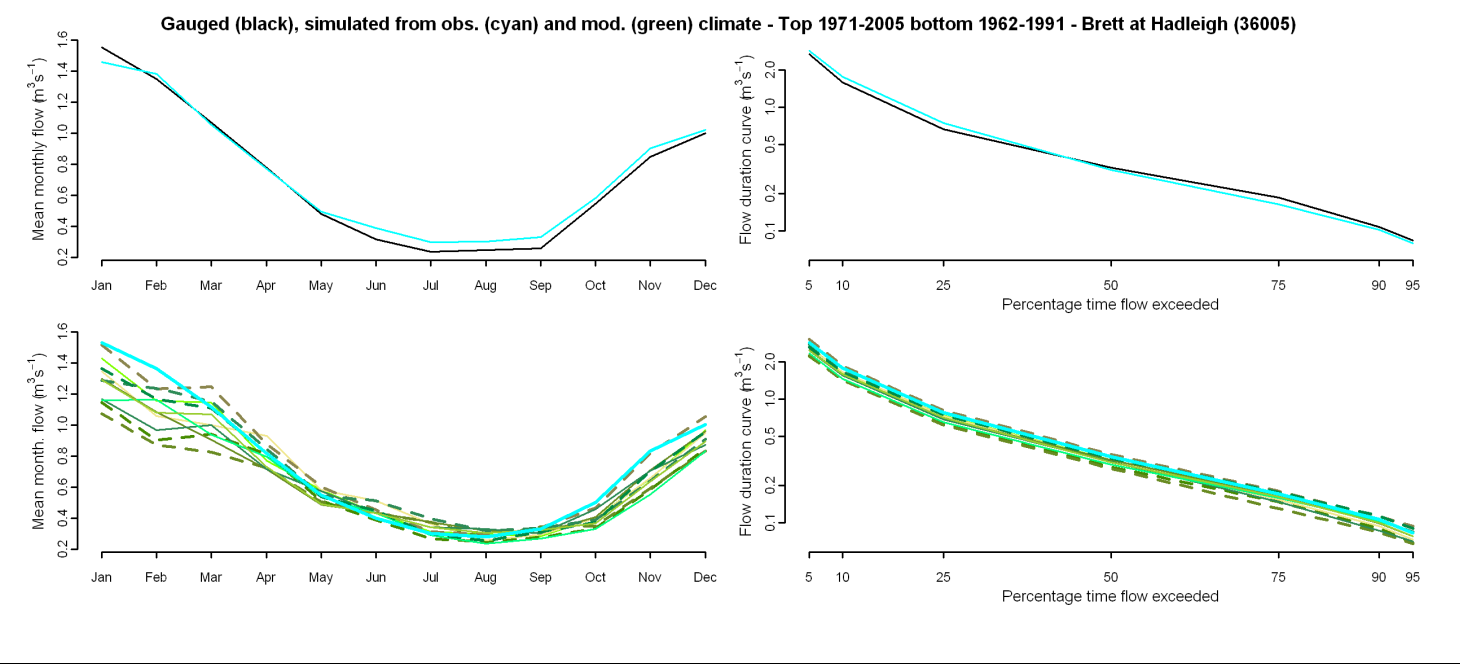 Gauged (black), simulated from obs. (cyan) and mod. (green) climate - Top 1971-2005 bottom 1962-1991 - Brett at Hadleigh (36005)
Mean monthly flow (m³s⁻¹)
0.2 0.4 0.6 0.8 1.0 1.2 1.4 1.6
Jan Feb Mar Apr May Jun Jul Aug Sep Oct Nov Dec
Flow duration curve (m³s⁻¹)
0.1 0.2 0.5 1.0 2.0
5 10 25 50 75 90 95
Percentage time flow exceeded
Mean month. flow (m³s⁻¹)
0.2 0.4 0.6 0.8 1.0 1.2 1.4 1.6
Jan Feb Mar Apr May Jun Jul Aug Sep Oct Nov Dec
Flow duration curve (m³s⁻¹)
0.1 0.2 0.5 1.0 2.0
5 10 25 50 75 90 95
Percentage time flow exceeded